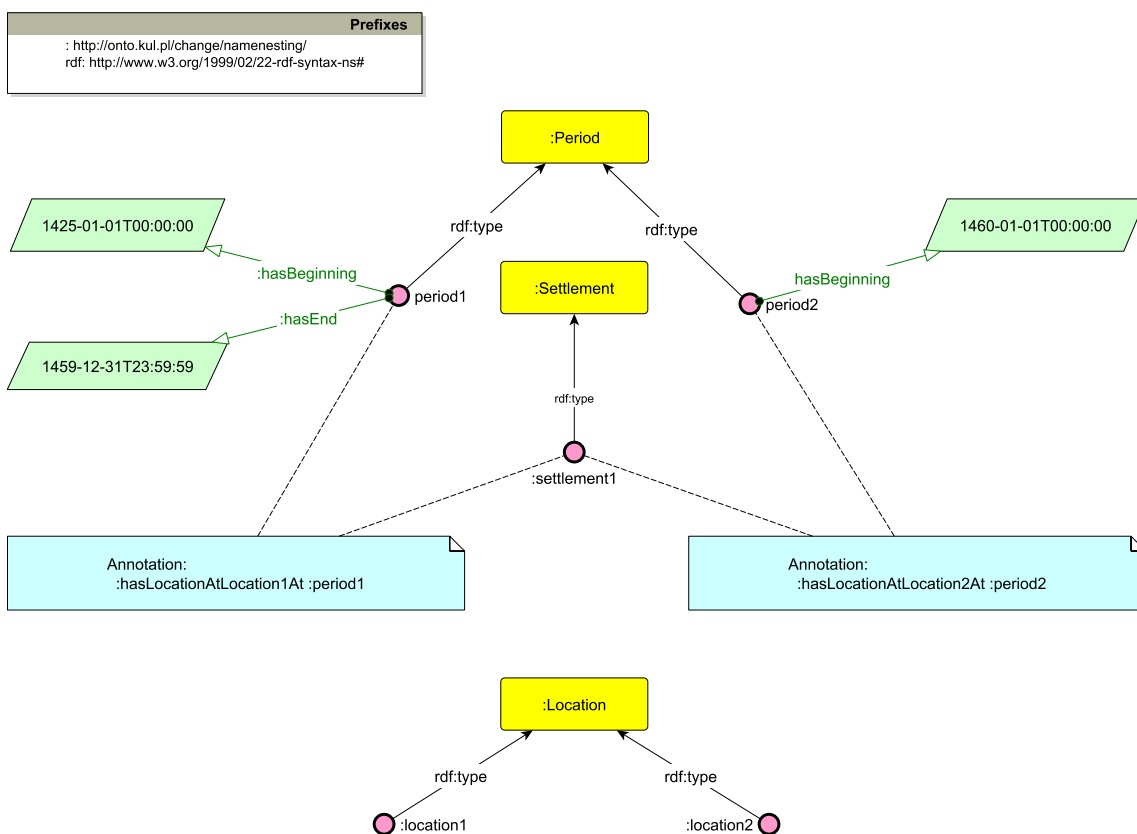 Prefixes
: http://onto.kul.pl/change/namenesting/
rdf: http://www.w3.org/1999/02/22-rdf-syntax-ns#
:Period
1425-01-01T00:00:00
1460-01-01T00:00:00
rdf:type
rdf:type
:hasBeginning
hasBeginning
:Settlement
period1
period2
:hasEnd
1459-12-31T23:59:59
rdf:type
:settlement1
Annotation:
:hasLocationAtLocation1At :period1
Annotation:
:hasLocationAtLocation2At :period2
:Location
rdf:type
rdf:type
:location1
:location2